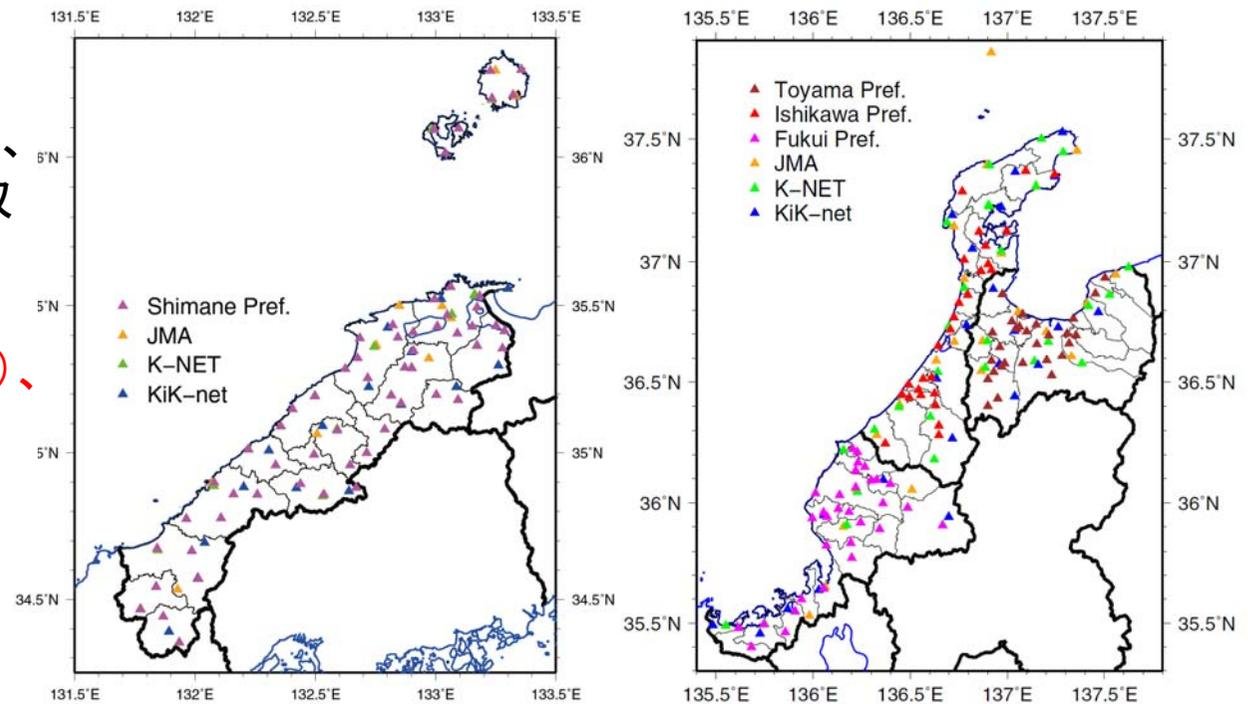 131.5°E 132°E 132.5°E 133°E 133.5°E
6°N 36°N
5°N 35.5°N
5°N 35°N
34.5°N 34.5°N
Shimane Pref.
JMA
K-NET
KiK-net
131.5°E 132°E 132.5°E 133°E 133.5°E
135.5°E 136°E 136.5°E 137°E 137.5°E
Toyama Pref.
Ishikawa Pref.
Fukui Pref.
JMA
K-NET
KiK-net
37.5°N 37.5°N
37°N 37°N
36.5°N 36.5°N
36°N 36°N
35.5°N 35.5°N
135.5°E 136°E 136.5°E 137°E 137.5°E